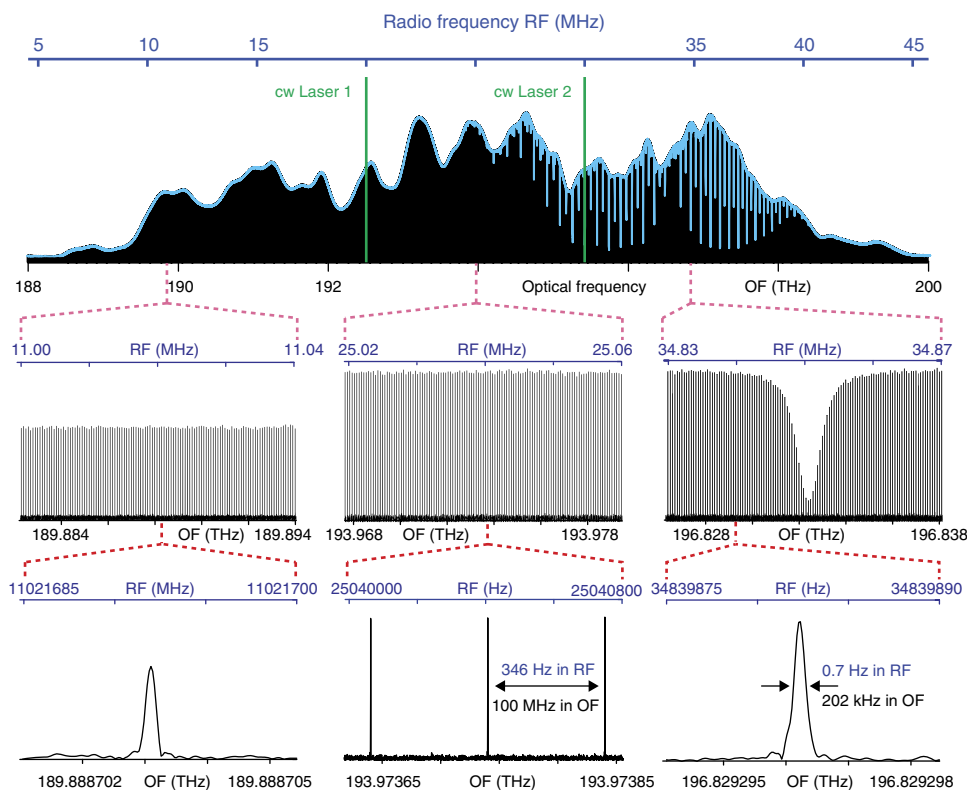 Radio frequency RF (MHz)
5 10 15 35 40 45
cw Laser 1 cw Laser 2
188 190 192 Optical frequency OF (THz) 200
11.00 RF (MHz) 11.04 25.02 RF (MHz) 25.06 34.83 RF (MHz) 34.87
189.884 OF (THz) 189.894 193.968 OF (THz) 193.978 196.828 OF (THz) 196.838
11021685 RF (MHz) 11021700 25040000 RF (Hz) 25040800 34839875 RF (Hz) 34839890
346 Hz in RF 0.7 Hz in RF
100 MHz in OF 202 kHz in OF
189.888702 OF (THz) 189.888705 193.97365 OF (THz) 193.97385 196.829295 OF (THz) 196.829298